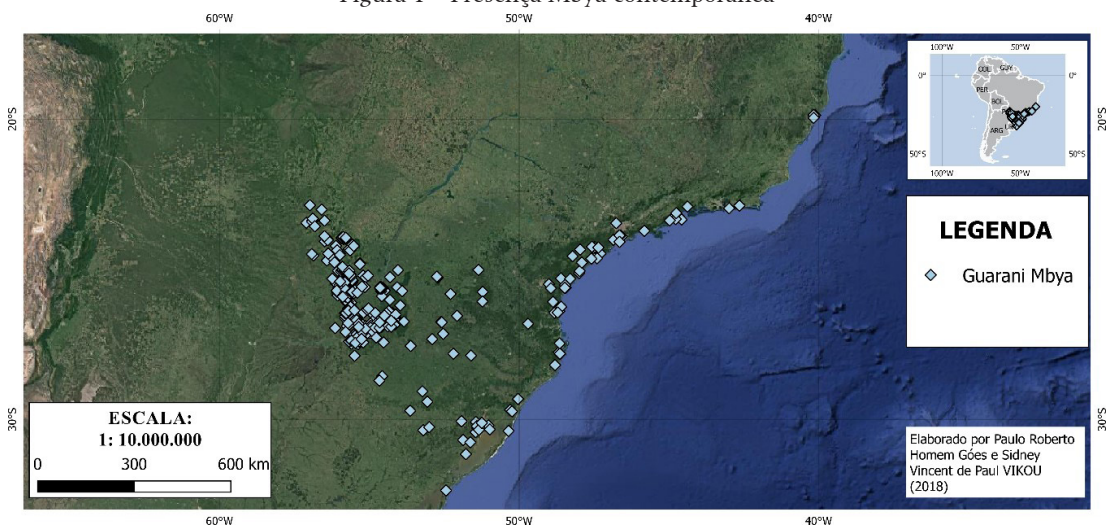 Figura 1 – Presença Mbya contemporânea
60°W 50°W 40°W
100°W 50°W
0° 0°
COL GUY
PER
BOL
ARG
50°S 50°S
100°W 50°W
20°S 20°S
LEGENDA
Guarani Mbya
30°S 30°S
ESCALA:
1: 10.000.000
0 300 600 km
Elaborado por Paulo Roberto
Homem Góes e Sidney
Vincent de Paul VIKOU
(2018)
60°W 50°W 40°W